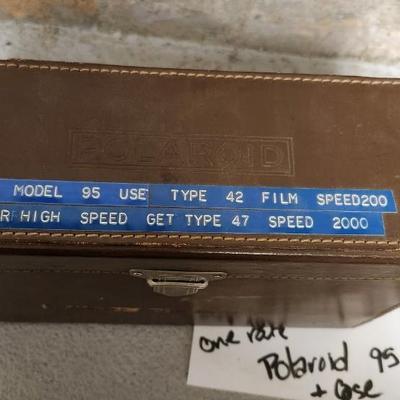 POLAROID
MODEL 95 USE TYPE 42 FILM SPEED200
R HIGH SPEED GET TYPE 47 SPEED 2000
one rare
Polaroid 95
+ Case